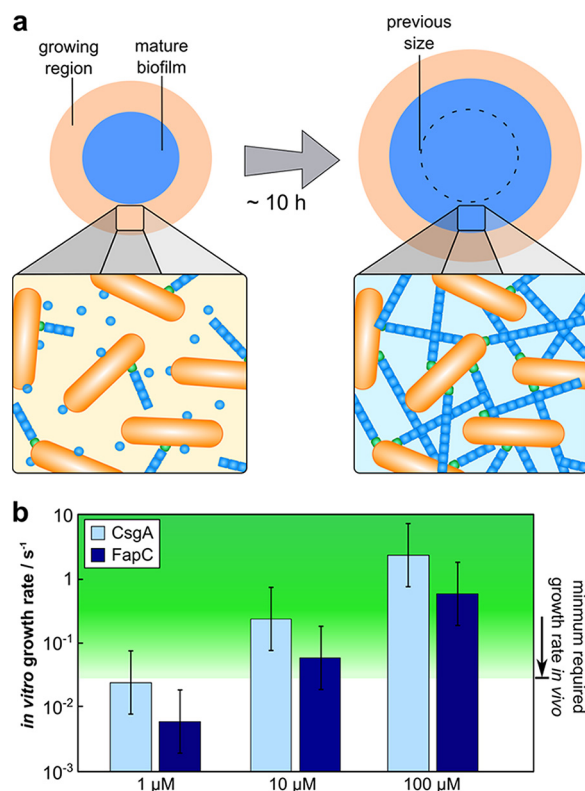 a
growing
region
mature
biofilm
previous
size
~ 10 h
b
10
1
10-1
10-2
10-3
in vitro growth rate / s-1
CsgA
FapC
minimum required
growth rate in vivo
1 μM
10 μM
100 μM